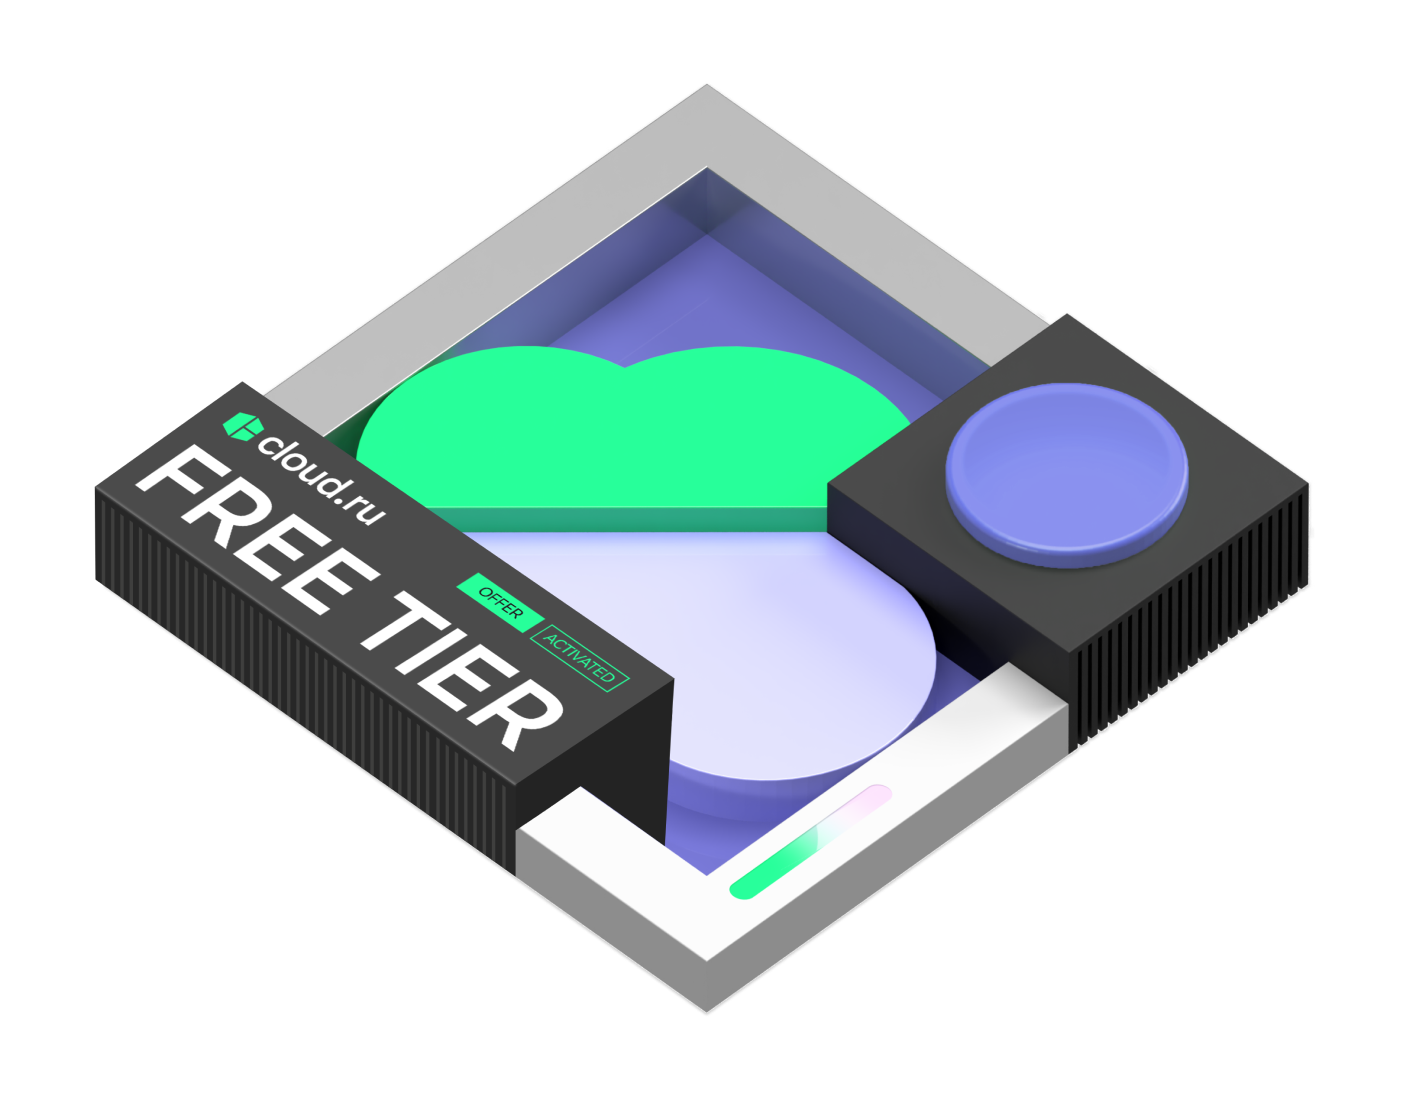 cloud.ru
FREE TIER
OFFER
ACTIVATED